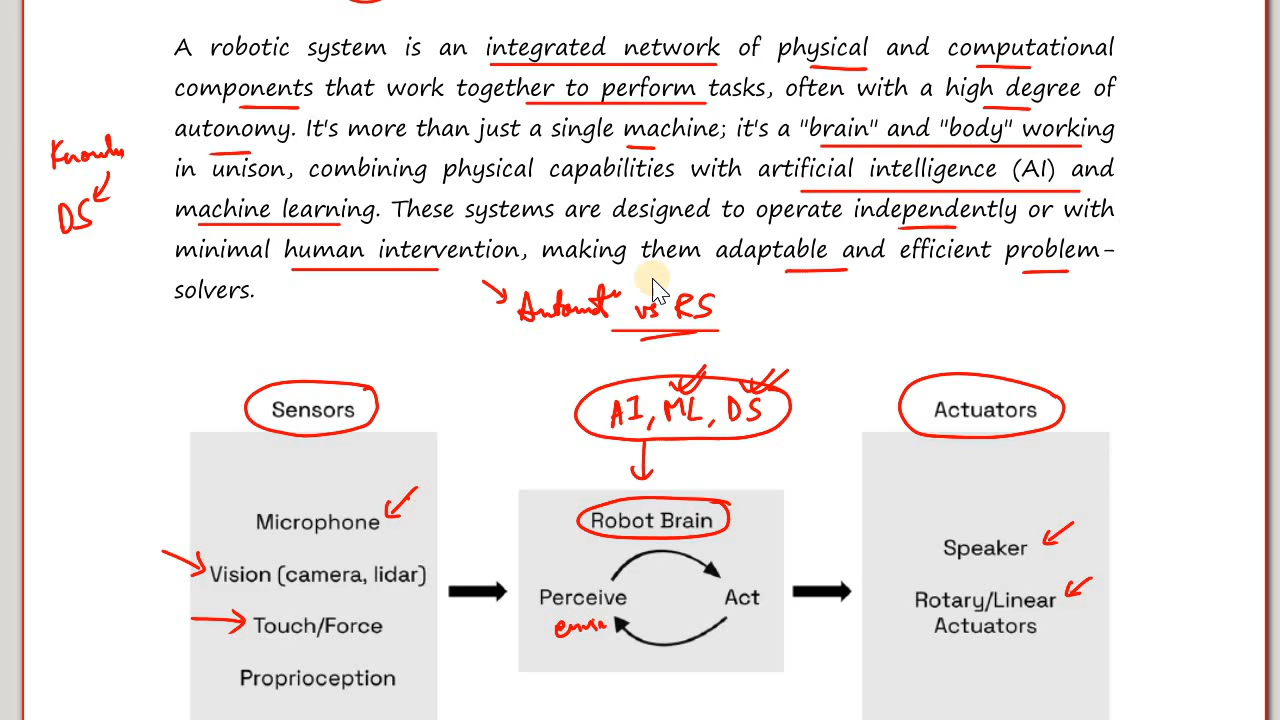 A robotic system is an integrated network of physical and computational
components that work together to perform tasks, often with a high degree of
autonomy. It's more than just a single machine; it's a "brain" and "body" working
in unison, combining physical capabilities with artificial intelligence (AI) and
machine learning. These systems are designed to operate independently or with
minimal human intervention, making them adaptable and efficient problem-
solvers.
DS
vs RS
AI, ML, DS
Sensors
Microphone
Vision (camera, lidar)
Touch/Force
Proprioception
Robot Brain
Perceive
Act
Actuators
Speaker
Rotary/Linear
Actuators